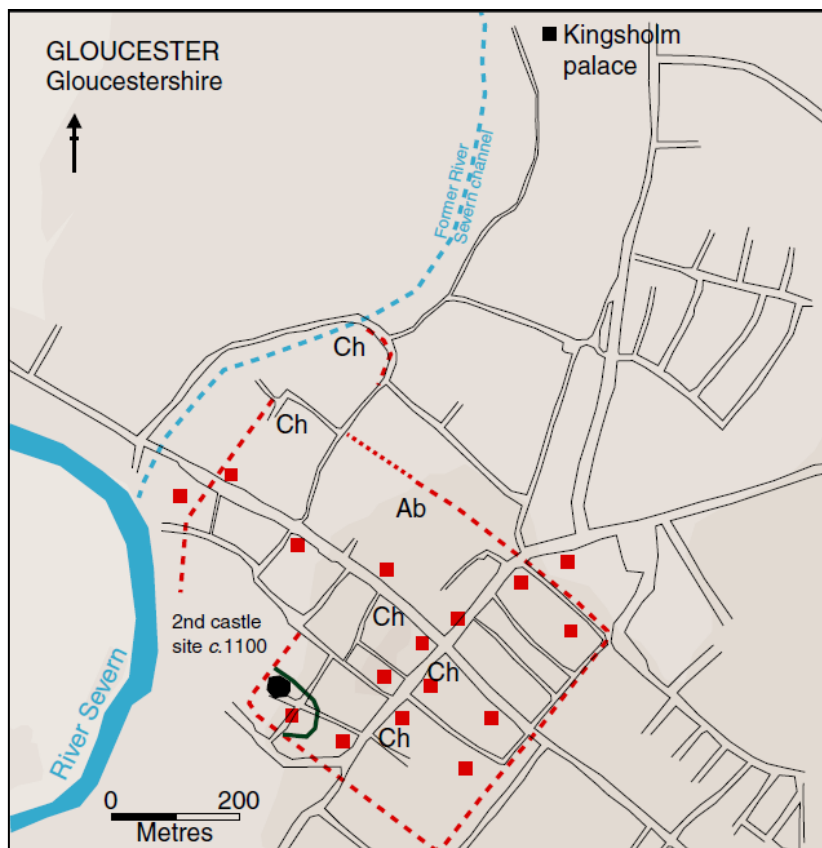 GLOUCESTER
Gloucestershire
Kingsholm
palace
Former River
Severn channel
Ch
Ch
Ab
2nd castle
site c.1100
Ch
Ch
Ch
River Severn
0 200
Metres